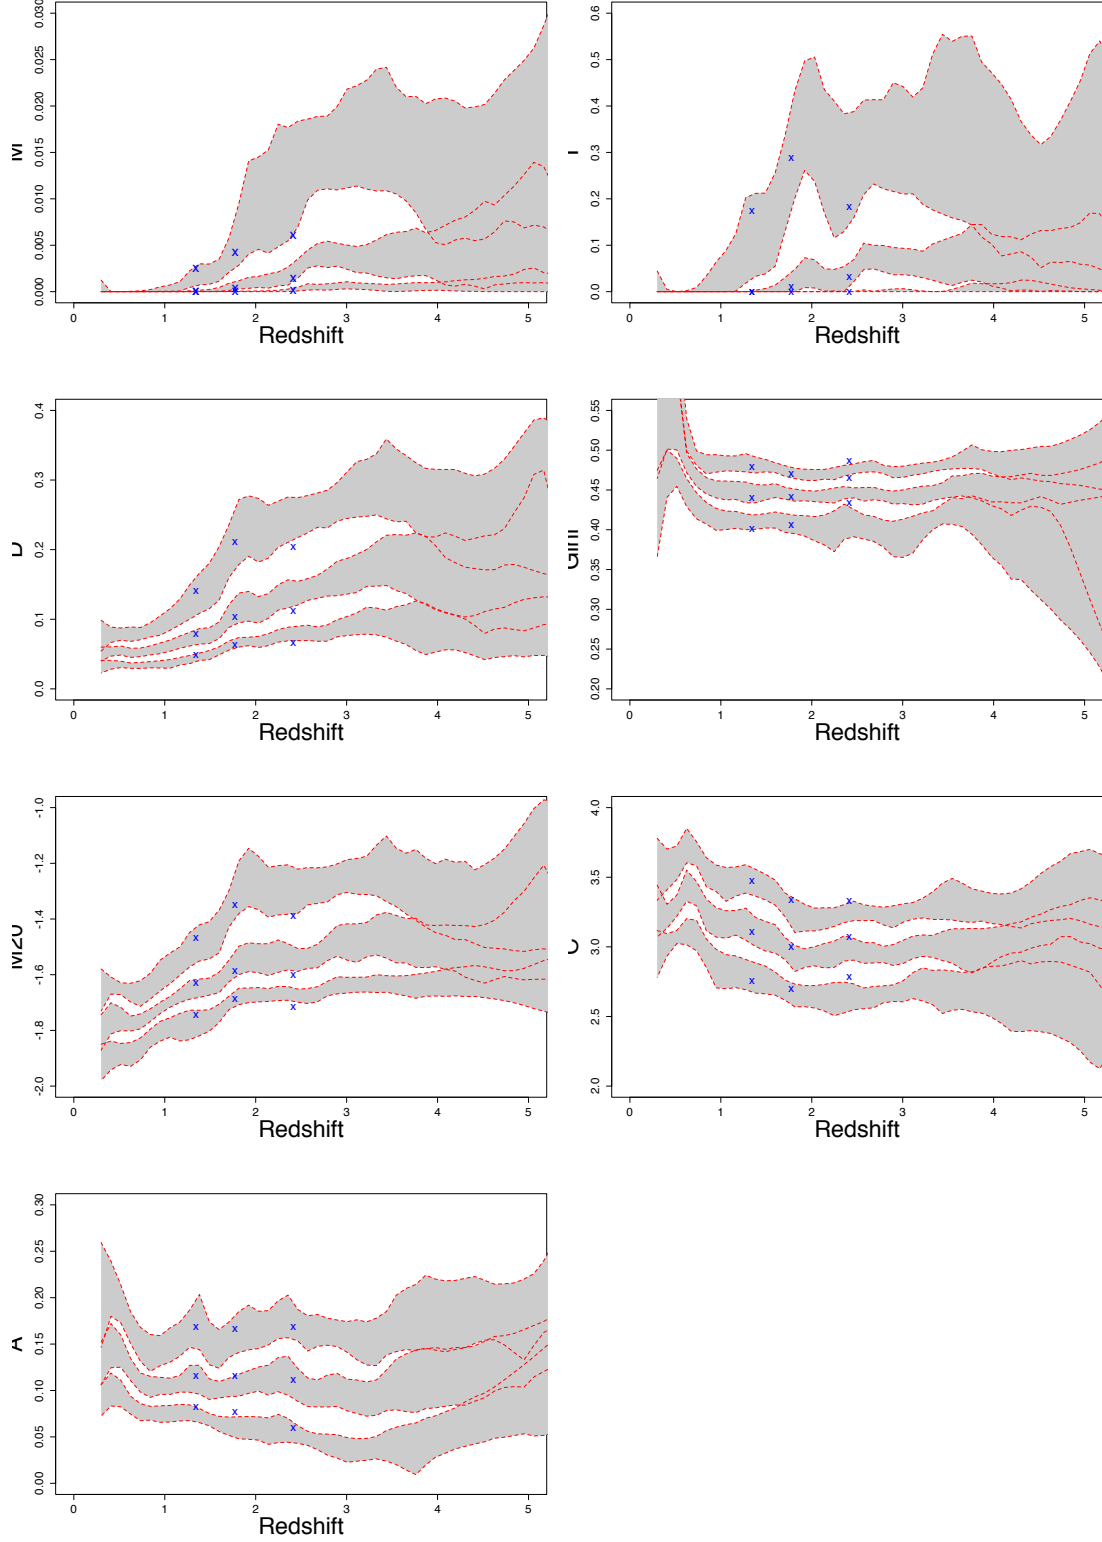 0.000 0.005 0.010 0.015 0.020 0.025 0.030
M
0 1 2 3 4 5
Redshift
x x x x x x x x x
0.0 0.1 0.2 0.3 0.4 0.5 0.6
I
0 1 2 3 4 5
Redshift
x x x x x x x x x
0.0 0.1 0.2 0.3 0.4
D
0 1 2 3 4 5
Redshift
x x x x x x x x x
0.20 0.25 0.30 0.35 0.40 0.45 0.50 0.55
Gini
0 1 2 3 4 5
Redshift
x x x x x x x x x
-2.0 -1.8 -1.6 -1.4 -1.2 -1.0
M20
0 1 2 3 4 5
Redshift
x x x x x x x x x
2.0 2.5 3.0 3.5 4.0
C
0 1 2 3 4 5
Redshift
x x x x x x x x x
0.00 0.05 0.10 0.15 0.20 0.25 0.30
A
0 1 2 3 4 5
Redshift
x x x x x x x x x